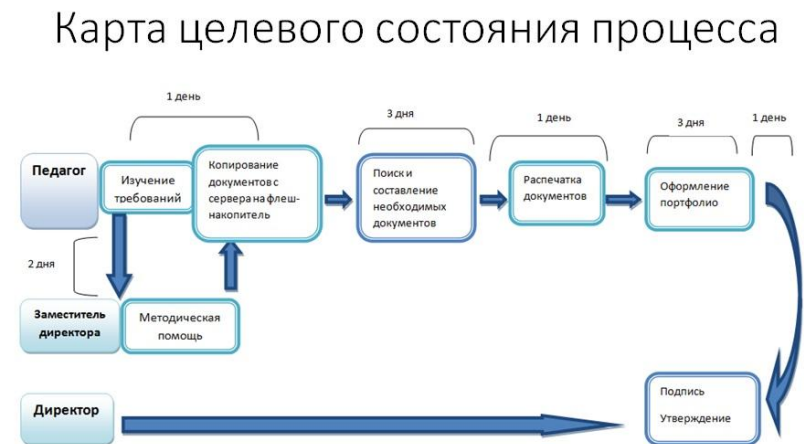 Карта целевого состояния процесса
1 день
3 дня
1 день
3 дня
1 день
Педагог
Изучение
требований
Копирование
документов с
сервера на флеш-
накопитель
Поиск и
составление
необходимых
документов
Распечатка
документов
Оформление
портфолио
2 дня
Заместитель
директора
Методическая
помощь
Директор
Подпись
Утверждение